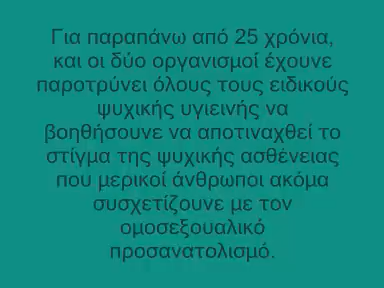 Για παραπάνω από 25 χρόνια,
και οι δύο οργανισμοί έχουνε
παροτρύνει όλους τους ειδικούς
ψυχικής υγιεινής να
βοηθήσουνε να αποτιναχθεί το
στίγμα της ψυχικής ασθένειας
που μερικοί άνθρωποι ακόμα
συσχετίζουνε με τον
ομοσεξουαλικό
προσανατολισμό.